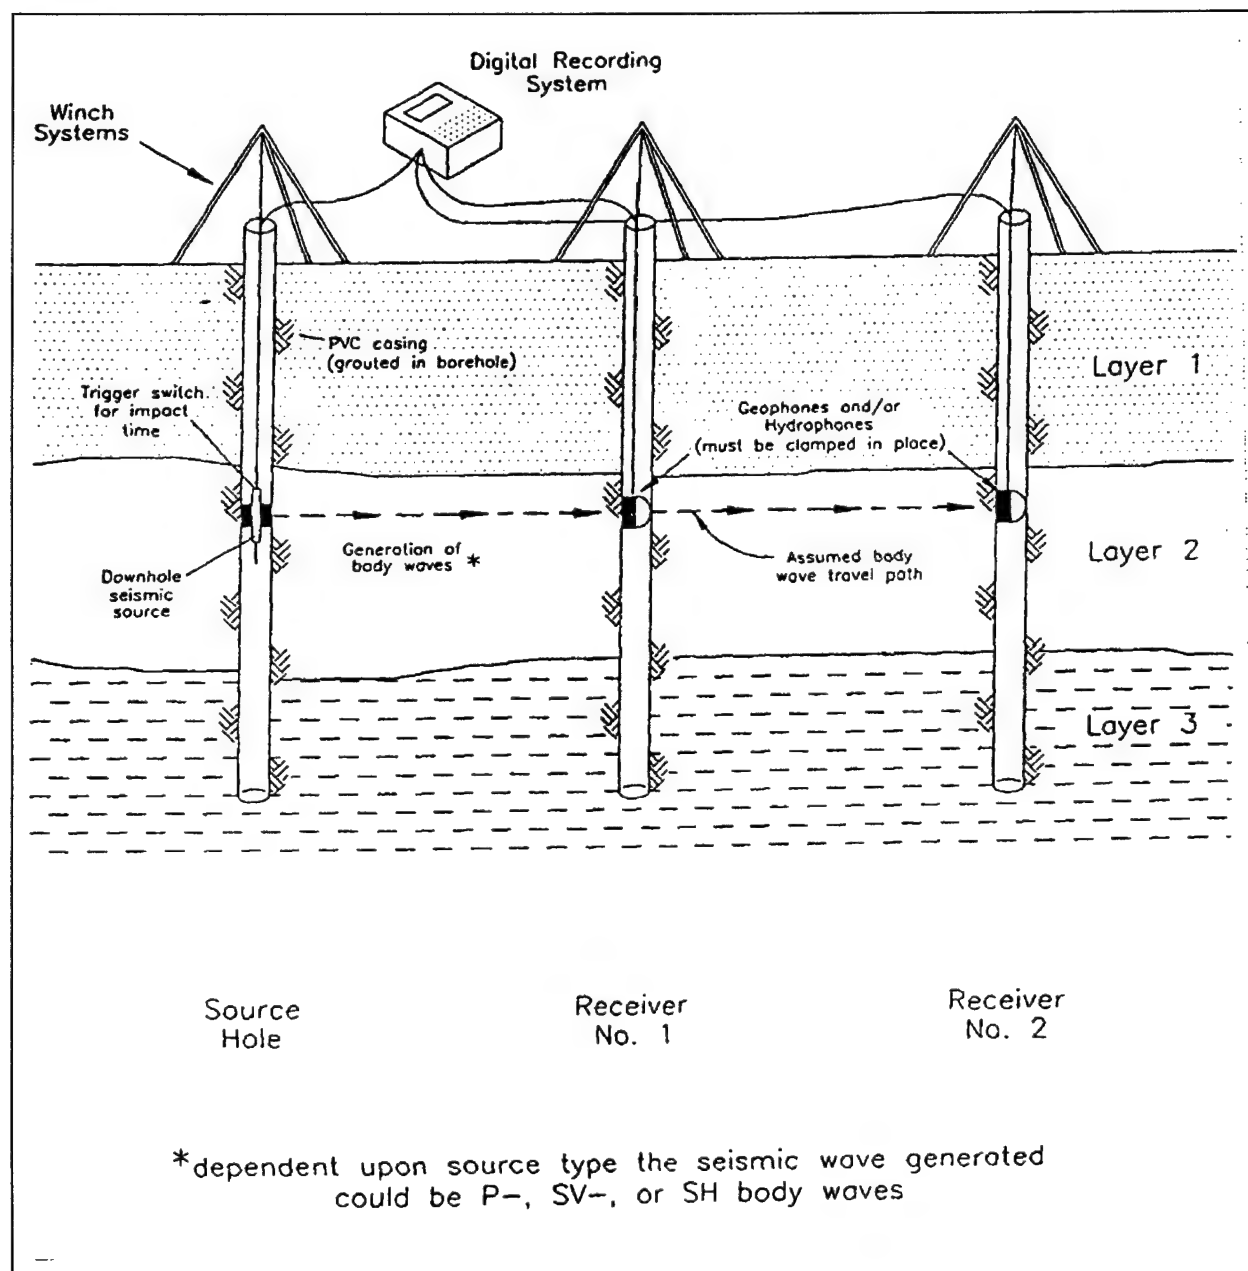 Digital Recording
System
Winch
Systems
PVC casing
(grouted in borehole)
Layer 1
Trigger switch
for impact
time
Geophones and/or
Hydrophones
(must be clamped in place)
Generation of
body waves *
Assumed body
wave travel path
Layer 2
Downhole
seismic
source
Layer 3
Source
Hole
Receiver
No. 1
Receiver
No. 2
*dependent upon source type the seismic wave generated
could be P-, SV-, or SH body waves